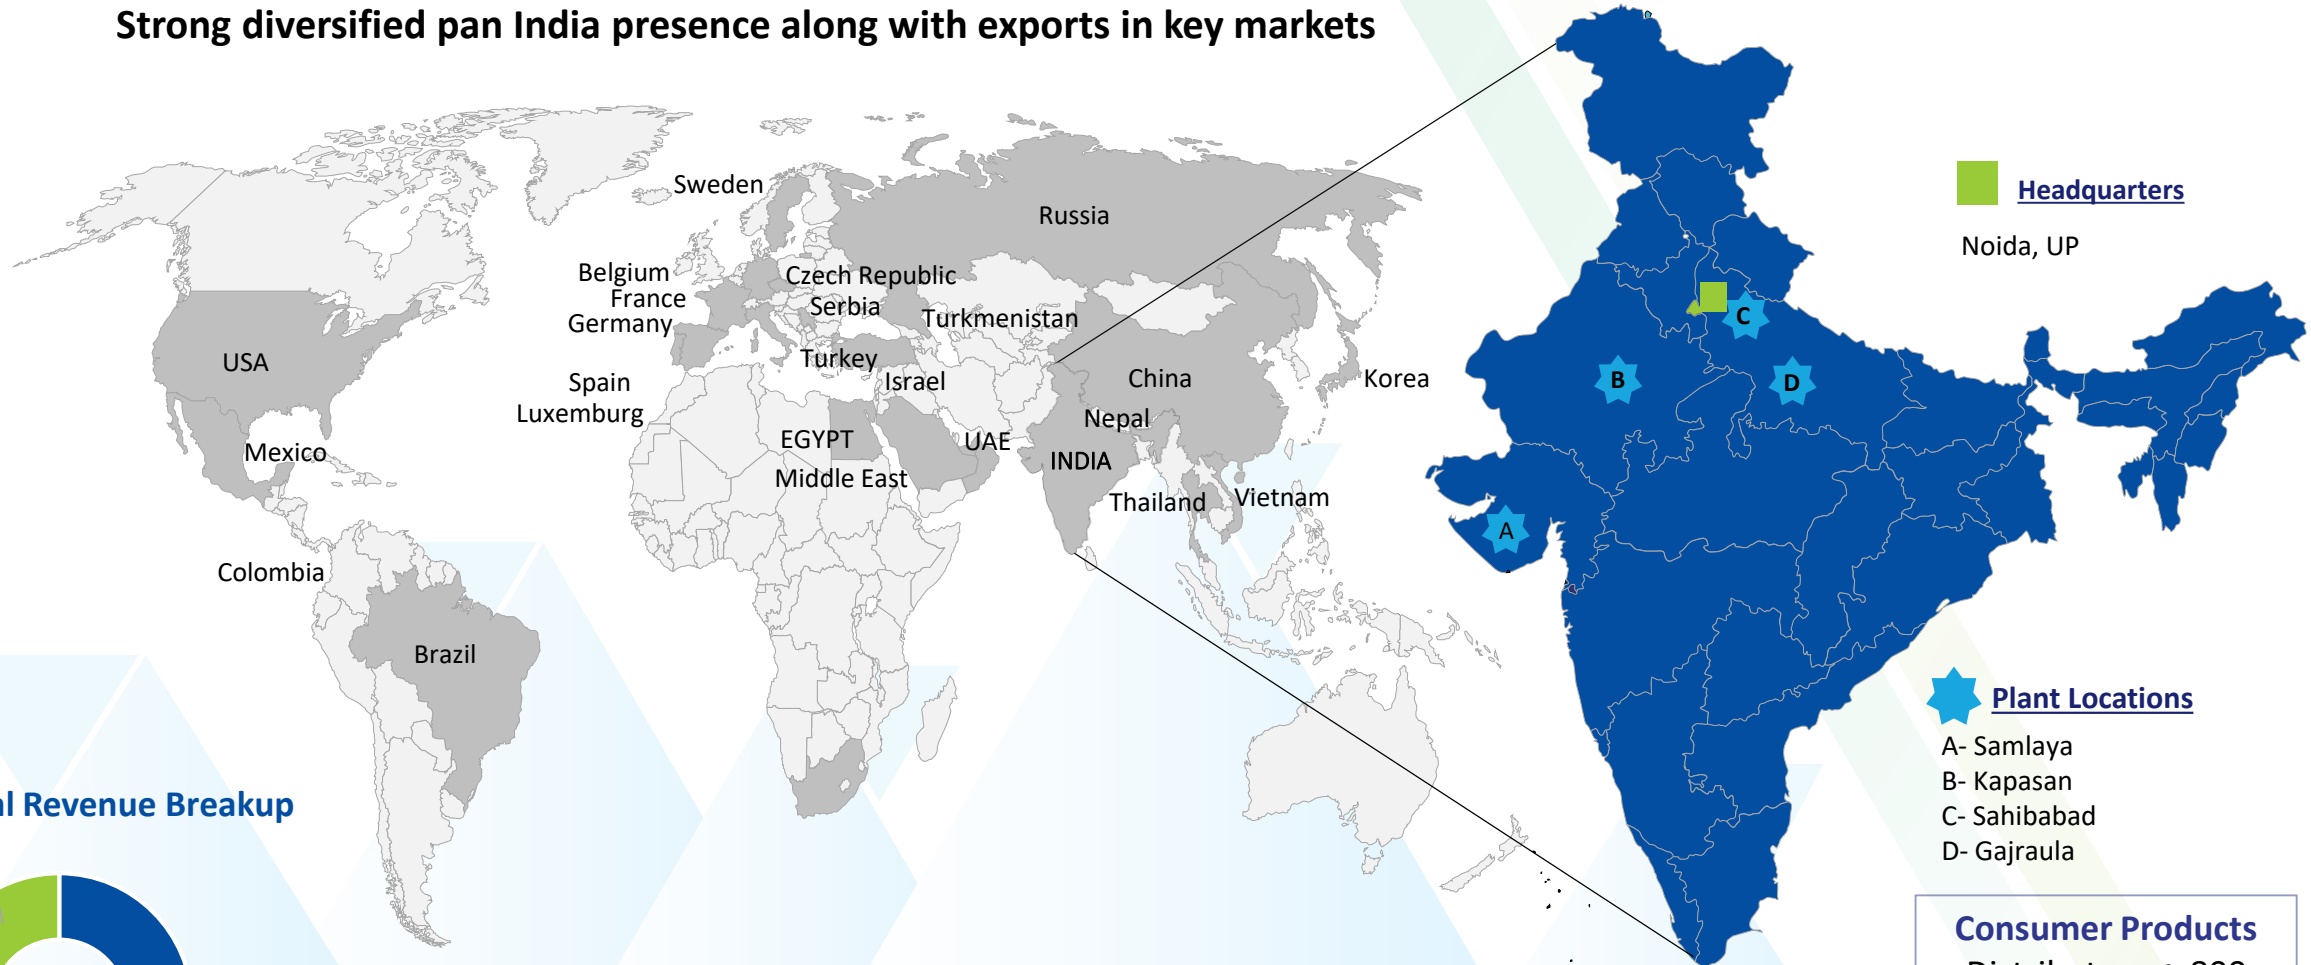 Strong diversified pan India presence along with exports in key markets
Sweden
Russia
Belgium
France
Germany
Czech Republic
Serbia
Turkmenistan
Turkey
Israel
Spain
Luxemburg
USA
Mexico
China
Korea
Nepal
EGYPT
UAE
INDIA
Middle East
Thailand
Vietnam
Colombia
Brazil
C
B
D
A
Headquarters
Noida, UP
Plant Locations
A- Samlaya
B- Kapasan
C- Sahibabad
D- Gajraula
Revenue Breakup
Consumer Products